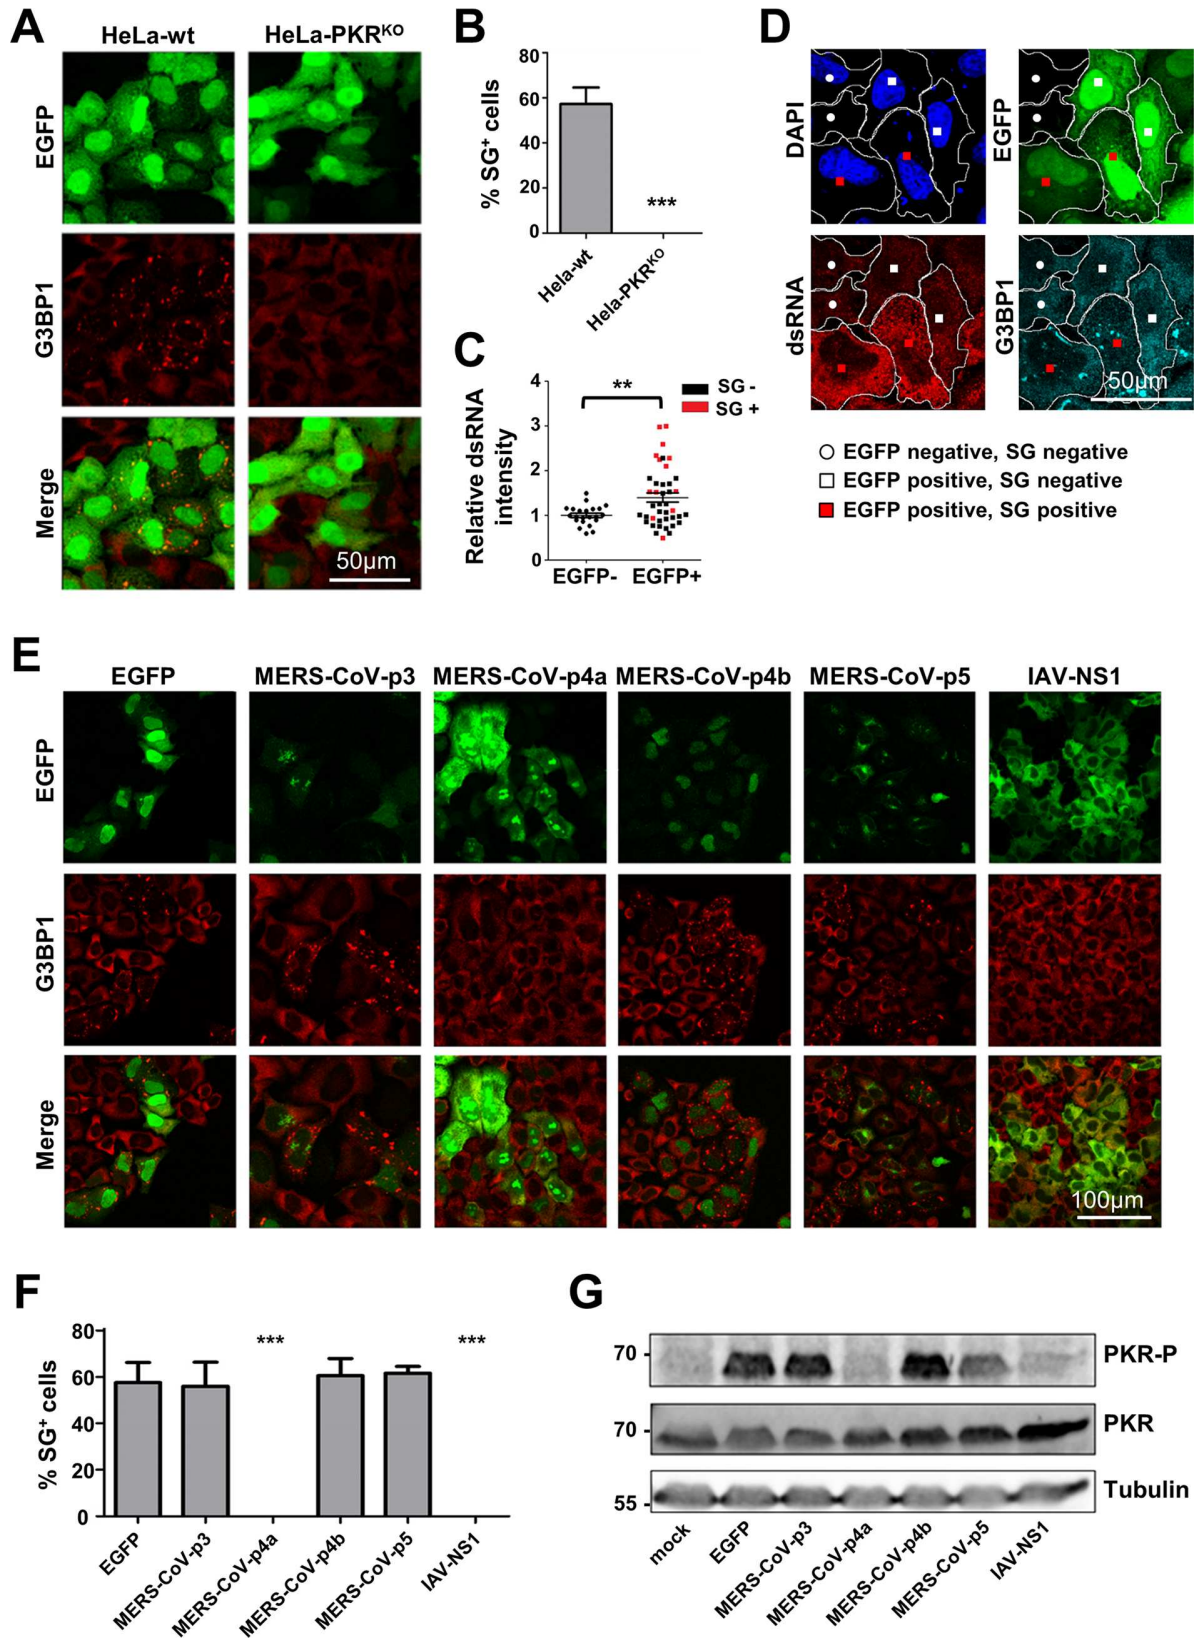 A
HeLa-wt
HeLa-PKRKO
EGFP
G3BP1
Merge
50µm
B
% SG+ cells
80
60
40
20
0
***
Hela-wt
Hela-PKRKO
C
Relative dsRNA
intensity
4
3
2
1
0
**
SG -
SG +
EGFP-
EGFP+
D
DAPI
EGFP
dsRNA
G3BP1
50µm
EGFP negative, SG negative
EGFP positive, SG negative
EGFP positive, SG positive
E
EGFP
MERS-CoV-p3
MERS-CoV-p4a
MERS-CoV-p4b
MERS-CoV-p5
IAV-NS1
EGFP
G3BP1
Merge
100µm
F
% SG+ cells
80
60
40
20
0
***
***
EGFP
MERS-CoV-p3
MERS-CoV-p4a
MERS-CoV-p4b
MERS-CoV-p5
IAV-NS1
G
70
PKR-P
70
PKR
55
Tubulin
mock
EGFP
MERS-CoV-p3
MERS-CoV-p4a
MERS-CoV-p4b
MERS-CoV-p5
IAV-NS1